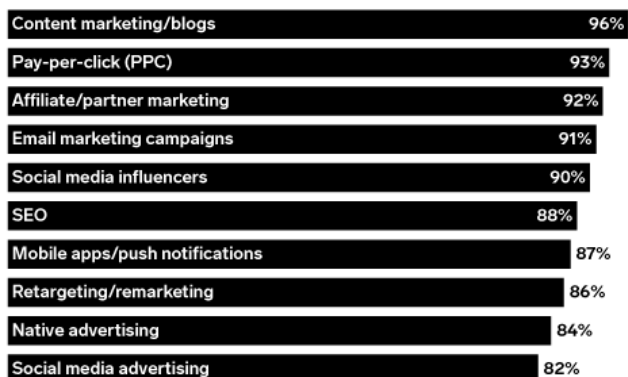 Content marketing/blogs 96%
Pay-per-click (PPC) 93%
Affiliate/partner marketing 92%
Email marketing campaigns 91%
Social media influencers 90%
SEO 88%
Mobile apps/push notifications 87%
Retargeting/remarketing 86%
Native advertising 84%
Social media advertising 82%